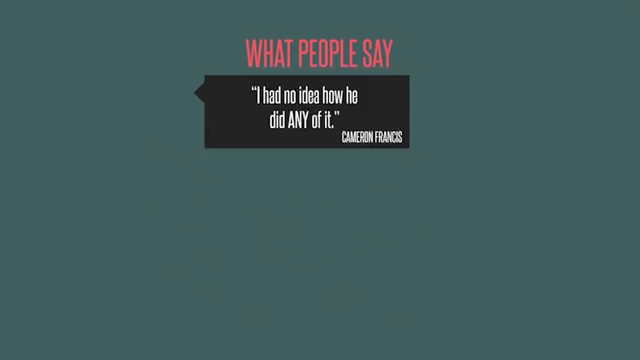 WHAT PEOPLE SAY
“I had no idea how he
did ANY of it.”
CAMERON FRANCIS